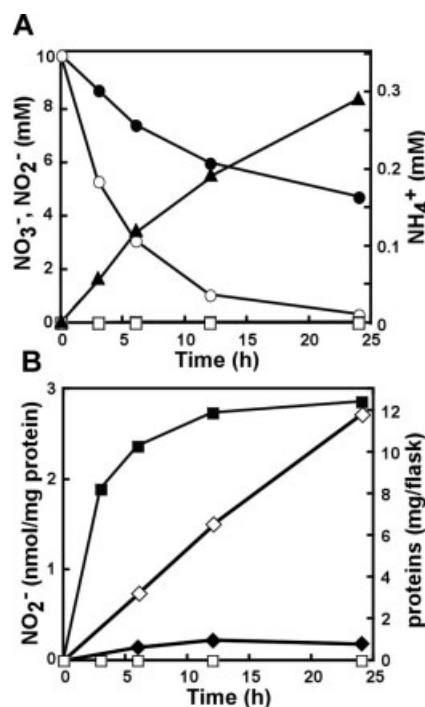 A
NO₃⁻, NO₂⁻ (mM)
10
8
6
4
2
0
NH₄⁺ (mM)
0.3
0.2
0.1
0
0 5 10 15 20 25
Time (h)
B
NO₂⁻ (nmol/mg protein)
3
2
1
0
proteins (mg/flask)
12
10
8
6
4
2
0
0 5 10 15 20 25
Time (h)